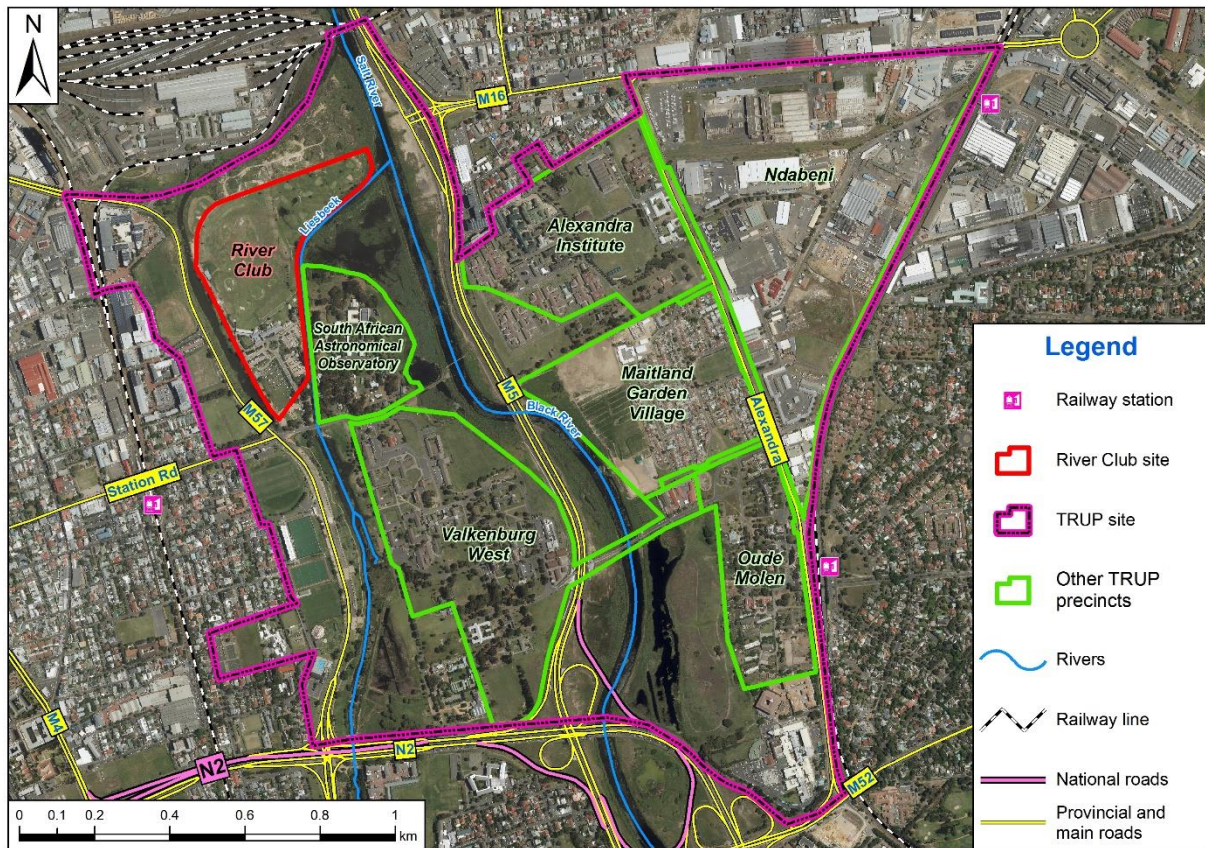 N
Salt River
M16
Ndabeni
Alexandra
Institute
Liesbeek
River
Club
South African
Astronomical
Observatory
Maitland
Garden
Village
M5
Black River
Alexandra
M57
Station Rd
Valkenburg
West
Oude
Molen
M4
N2
N2
M52
0 0.1 0.2 0.4 0.6 0.8 1
km
Legend
Railway station
River Club site
TRUP site
Other TRUP
precincts
Rivers
Railway line
National roads
Provincial and
main roads